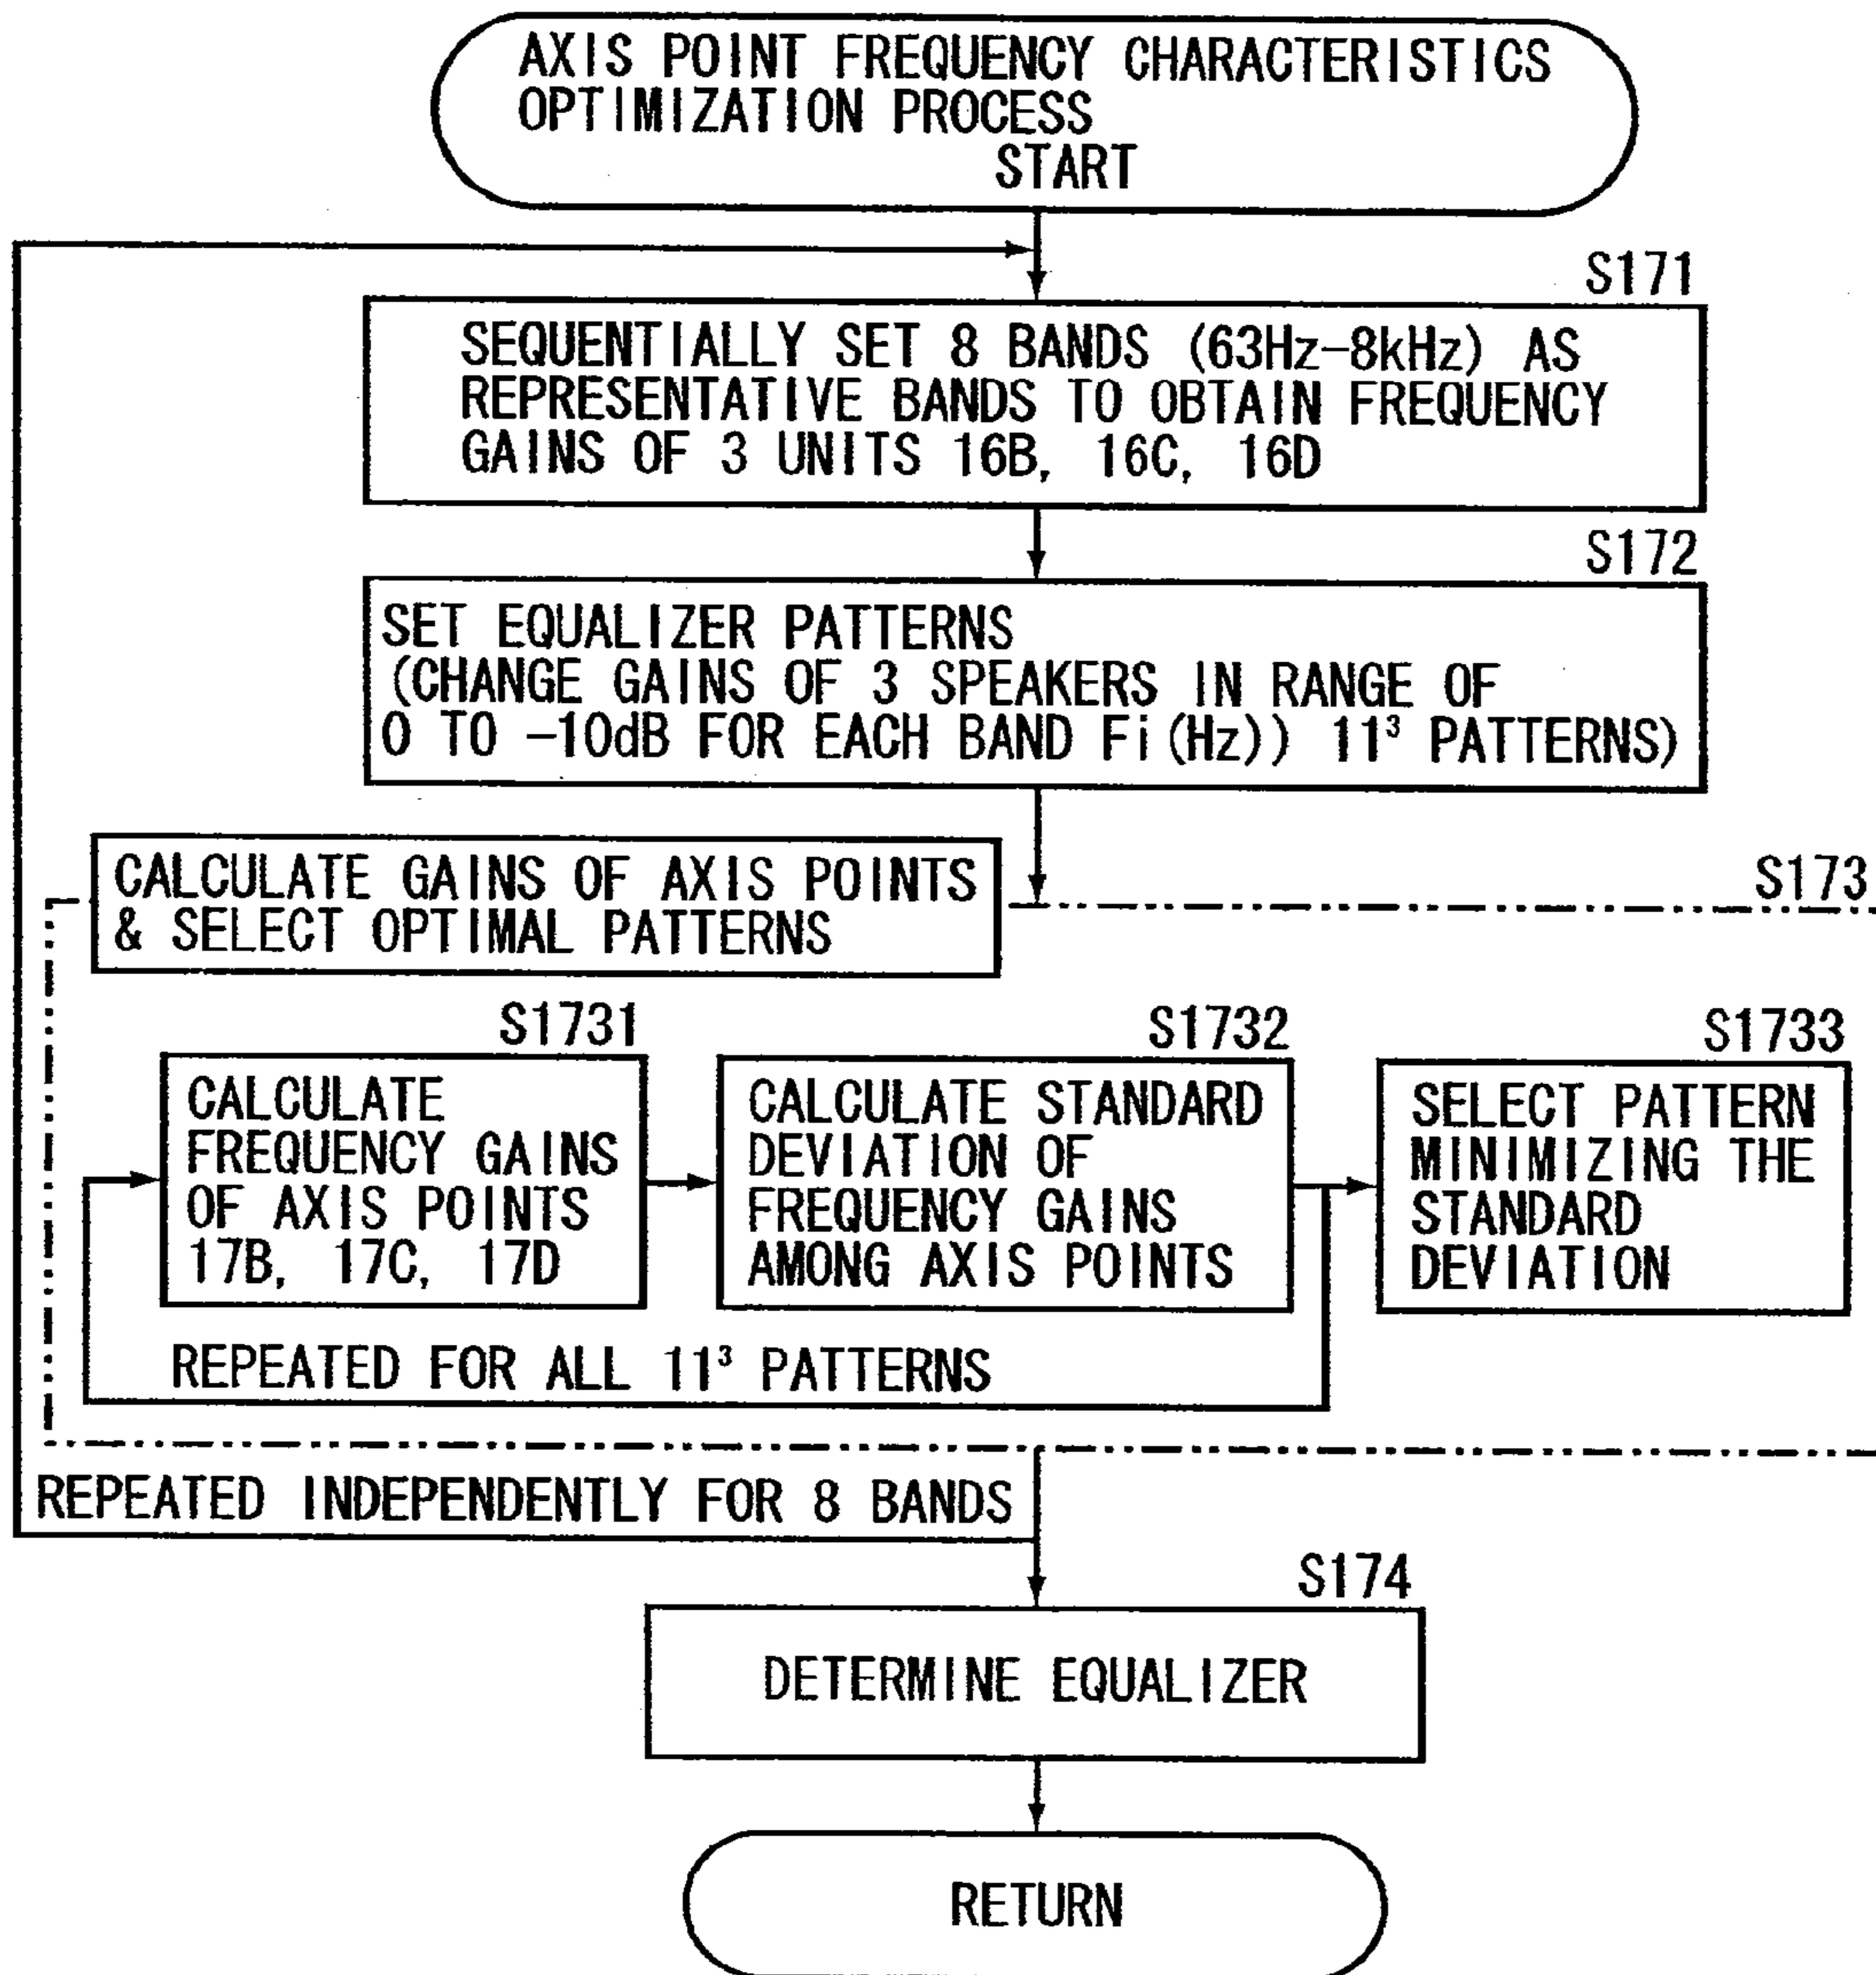 AXIS POINT FREQUENCY CHARACTERISTICS
OPTIMIZATION PROCESS
START
S171
SEQUENTIALLY SET 8 BANDS (63Hz-8kHz) AS
REPRESENTATIVE BANDS TO OBTAIN FREQUENCY
GAINS OF 3 UNITS 16B, 16C, 16D
S172
SET EQUALIZER PATTERNS
(CHANGE GAINS OF 3 SPEAKERS IN RANGE OF
0 TO -10dB FOR EACH BAND Fi(Hz)) 11³ PATTERNS)
S173
CALCULATE GAINS OF AXIS POINTS
& SELECT OPTIMAL PATTERNS
S1731
CALCULATE
FREQUENCY GAINS
OF AXIS POINTS
17B, 17C, 17D
S1732
CALCULATE STANDARD
DEVIATION OF
FREQUENCY GAINS
AMONG AXIS POINTS
S1733
SELECT PATTERN
MINIMIZING THE
STANDARD
DEVIATION
REPEATED FOR ALL 11³ PATTERNS
REPEATED INDEPENDENTLY FOR 8 BANDS
S174
DETERMINE EQUALIZER
RETURN